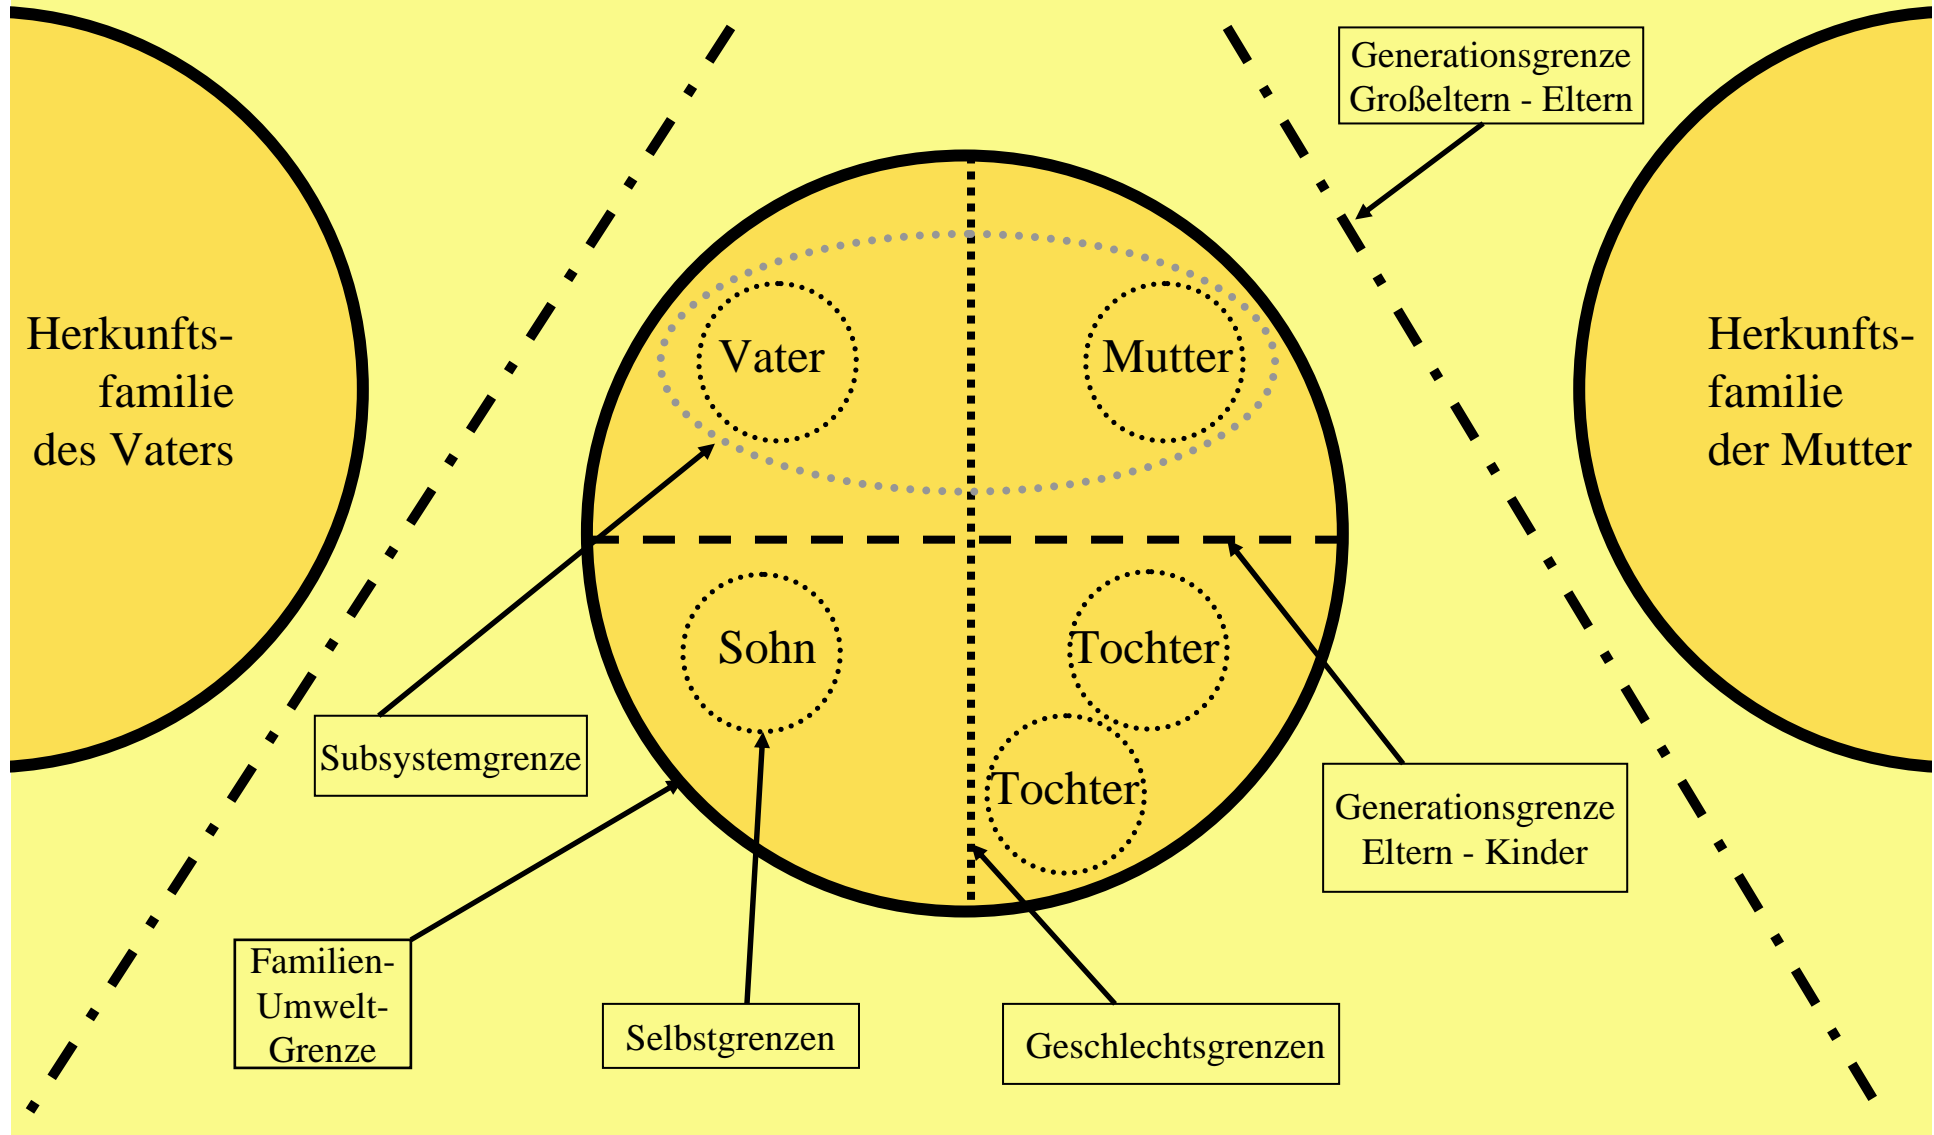 Generationsgrenze
Großeltern - Eltern
Herkunfts-
familie
des Vaters
Vater
Mutter
Herkunfts-
familie
der Mutter
Sohn
Tochter
Tochter
Subsystemgrenze
Generationsgrenze
Eltern - Kinder
Familien-
Umwelt-
Grenze
Selbstgrenzen
Geschlechtsgrenzen